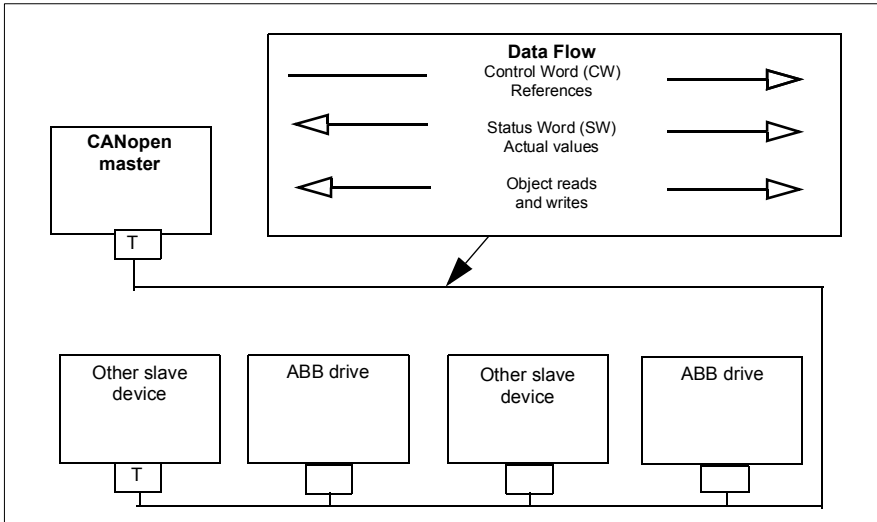 Data Flow
Control Word (CW)
References
Status Word (SW)
Actual values
Object reads
and writes
CANopen
master
T
Other slave
device
ABB drive
Other slave
device
ABB drive
T